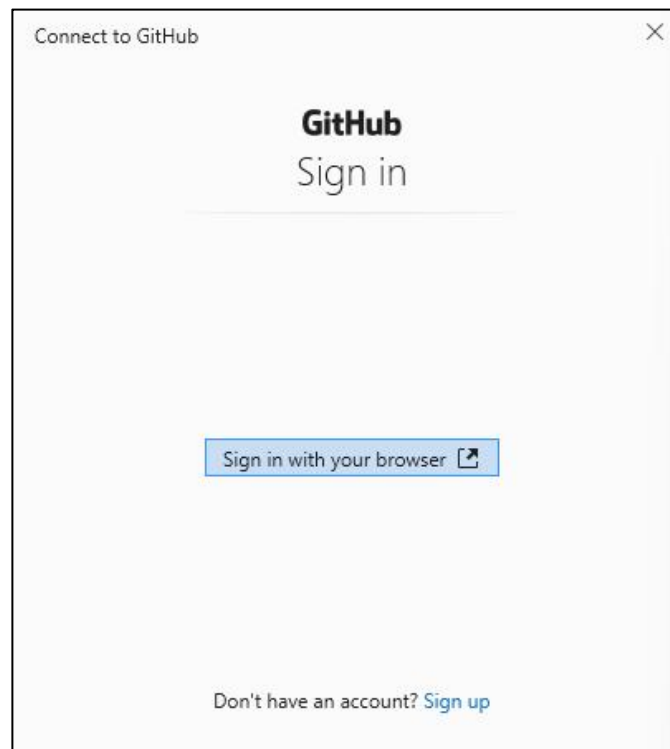 Connect to GitHub
GitHub
Sign in
Sign in with your browser
Don't have an account? Sign up